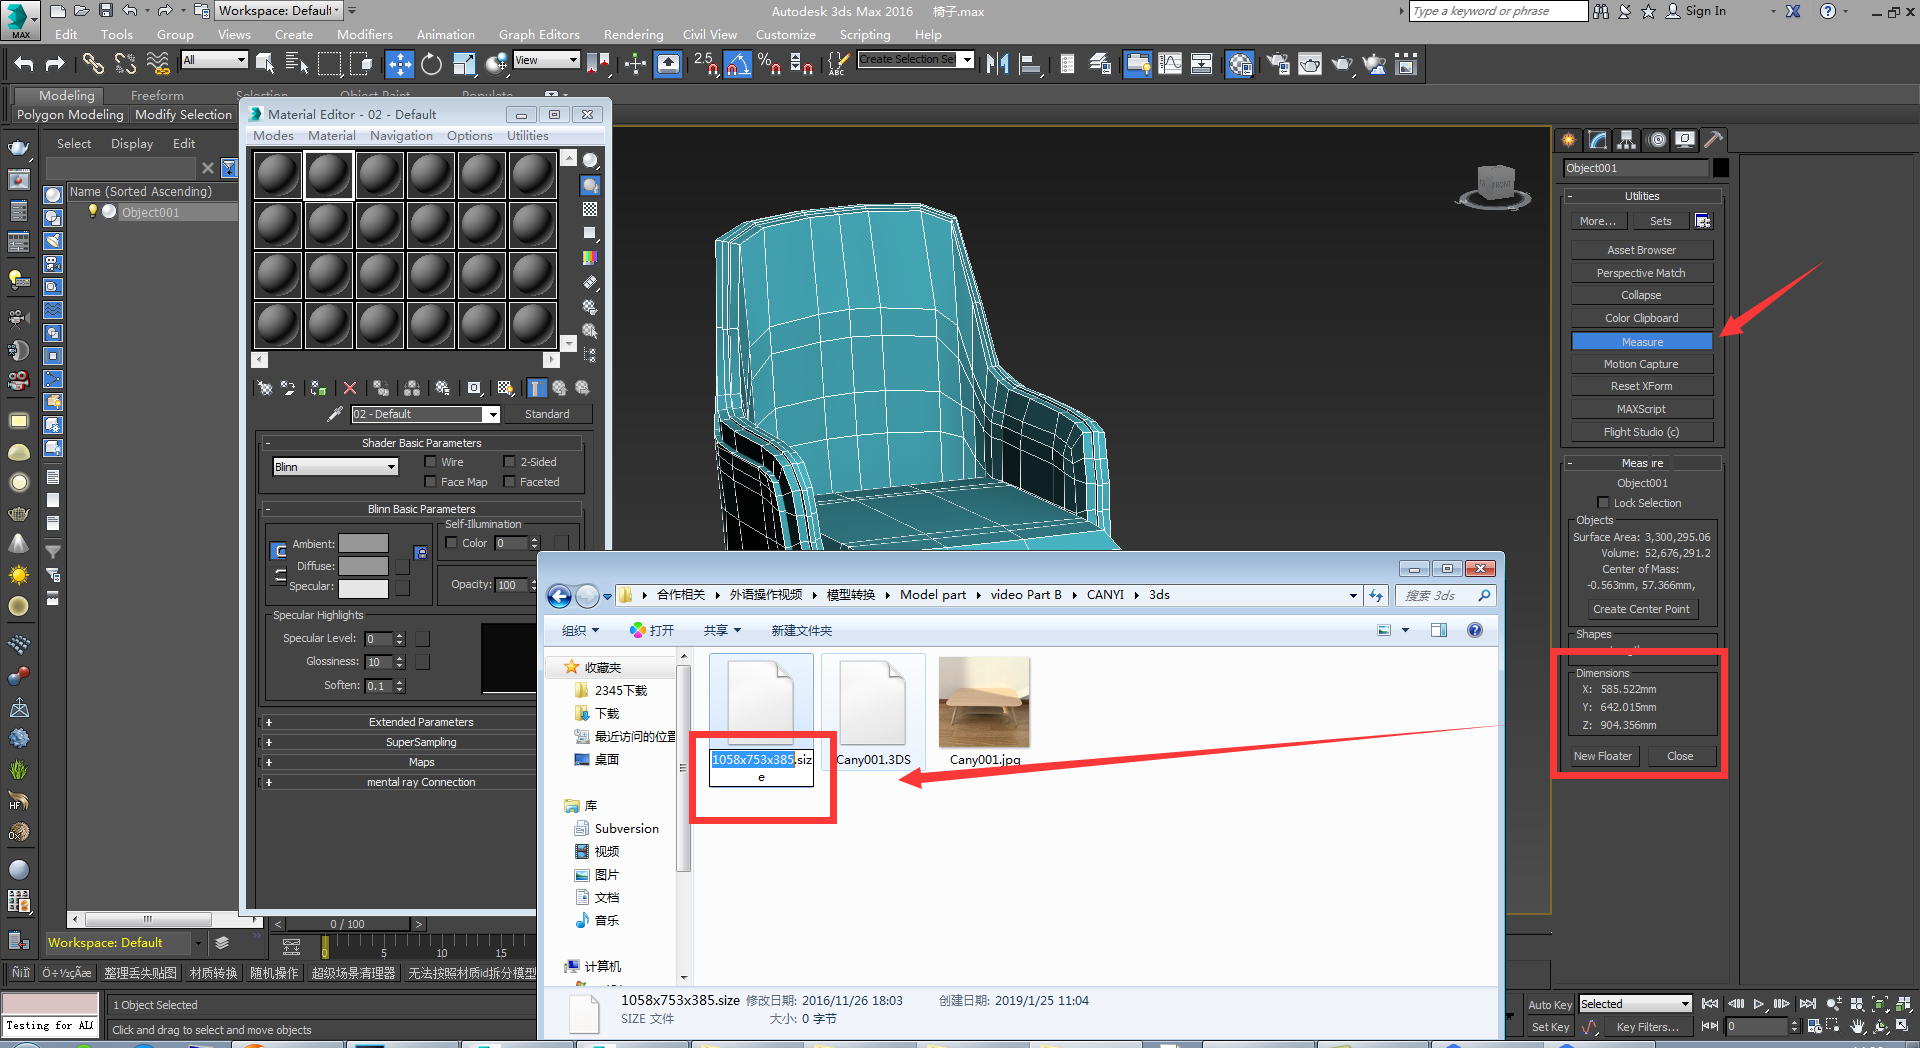 Workspace: Default
Autodesk 3ds Max 2016 椅子.max
Type a keyword or phrase
Sign In
MAX
Edit Tools Group Views Create Modifiers Animation Graph Editors Rendering Civil View Customize Scripting Help
All
View
2.5
ABC
Create Selection Se
Modeling Freeform Selection Object Paint Populate
Polygon Modeling Modify Selection
Select Display Edit
Name (Sorted Ascending)
Object001
Material Editor - 02 - Default
Modes Material Navigation Options Utilities
02 - Default
Standard
Shader Basic Parameters
Blinn
Wire
2-Sided
Face Map
Faceted
Blinn Basic Parameters
Self-Illumination
Ambient:
Color 0
Diffuse:
Specular:
Opacity: 100
Specular Highlights
Specular Level: 0
Glossiness: 10
Soften: 0.1
Extended Parameters
SuperSampling
Maps
mental ray Connection
FRONT
Object001
Utilities
More...
Sets
Asset Browser
Perspective Match
Collapse
Color Clipboard
Measure
Motion Capture
Reset XForm
MAXScript
Flight Studio (c)
Object001
Lock Selection
Objects
Surface Area: 3,300,295.06
Volume: 52,676,291.2
Center of Mass:
-0.563mm, 57.366mm,
Create Center Point
Shapes
Dimensions
X: 585.522mm
Y: 642.015mm
Z: 904.356mm
New Floater
Close
合作相关 外语操作视频 模型转换 Model part video Part B CANYI 3ds
搜索 3ds
组织 打开 共享 新建文件夹
收藏夹
2345下载
下载
最近访问的位置
桌面
库
Subversion
视频
图片
文档
音乐
计算机
1058x753x385.siz
e
Cany001.3DS
Cany001.jpg
1058x753x385.size 修改日期: 2016/11/26 18:03 创建日期: 2019/1/25 11:04
SIZE 文件 大小: 0 字节
HF
0 / 100
Workspace: Default
0 5 10 15
整理丢失贴图 材质转换 随机操作 超级场景清理器 无法按照材质id拆分模型
1 Object Selected
Testing for
Click and drag to select and move objects
Auto Key
Selected
Set Key
Key Filters...
0